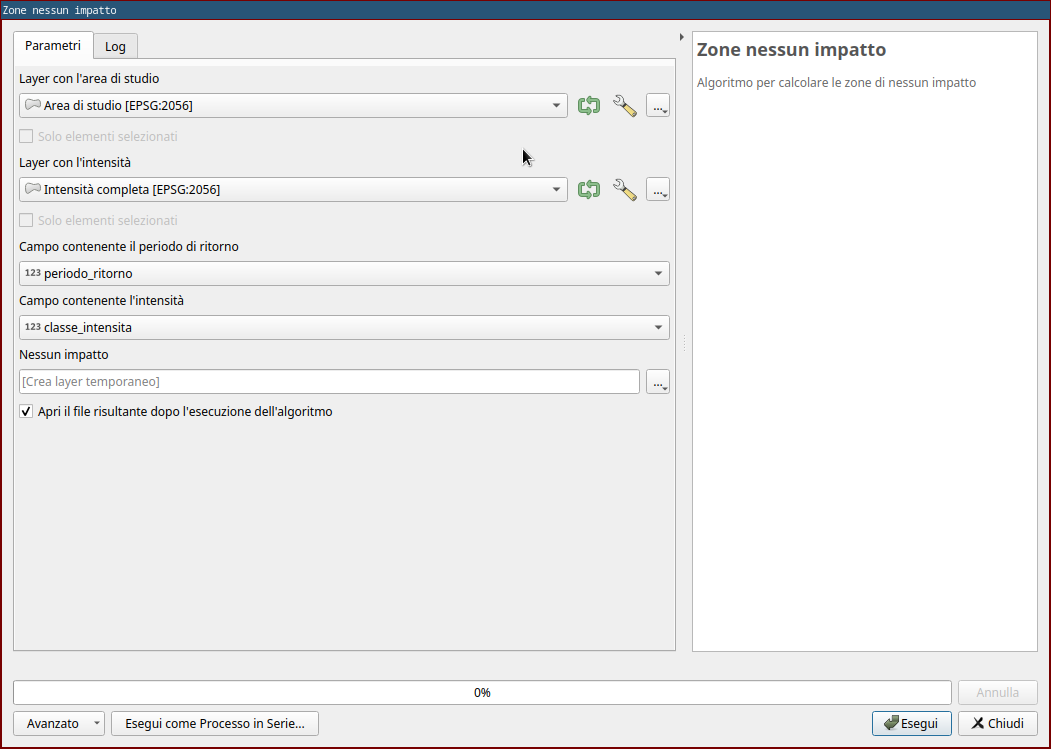 Zone nessun impatto
Parametri
Log
Layer con l'area di studio
Area di studio [EPSG:2056]
...
Solo elementi selezionati
Layer con l'intensità
Intensità completa [EPSG:2056]
...
Solo elementi selezionati
Campo contenente il periodo di ritorno
123 periodo_ritorno
Campo contenente l'intensità
123 classe_intensita
Nessun impatto
[Crea layer temporaneo]
...
Apri il file risultante dopo l'esecuzione dell'algoritmo
Zone nessun impatto
Algoritmo per calcolare le zone di nessun impatto
0%
Annulla
Avanzato
Esegui come Processo in Serie...
Esegui
Chiudi